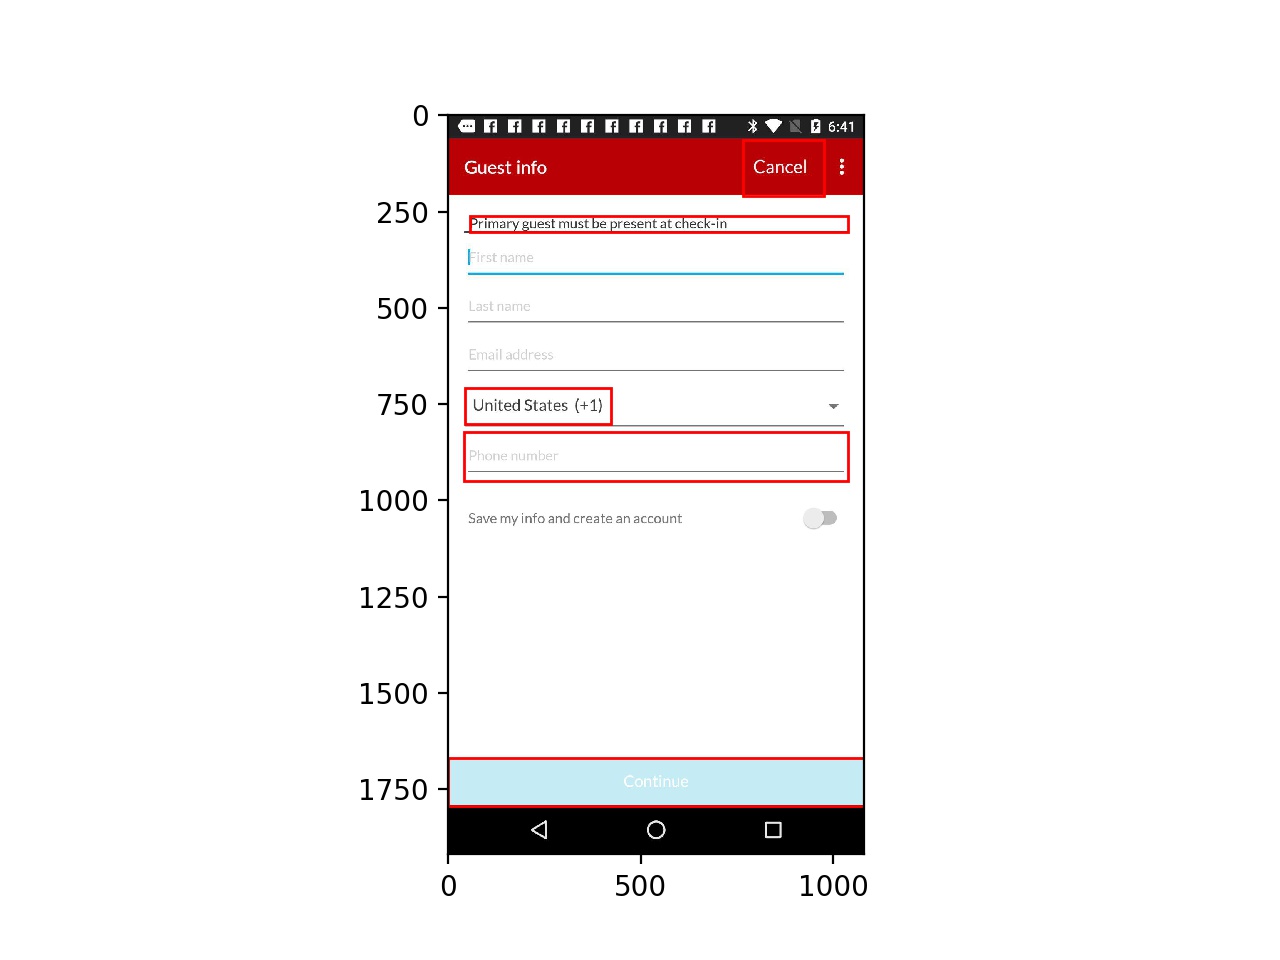 0
6:41
Guest info
Cancel
250
Primary guest must be present at check-in
First name
500
Last name
Email address
750
United States (+1)
Phone number
1000
Save my info and create an account
1250
1500
1750
Continue
0
500
1000